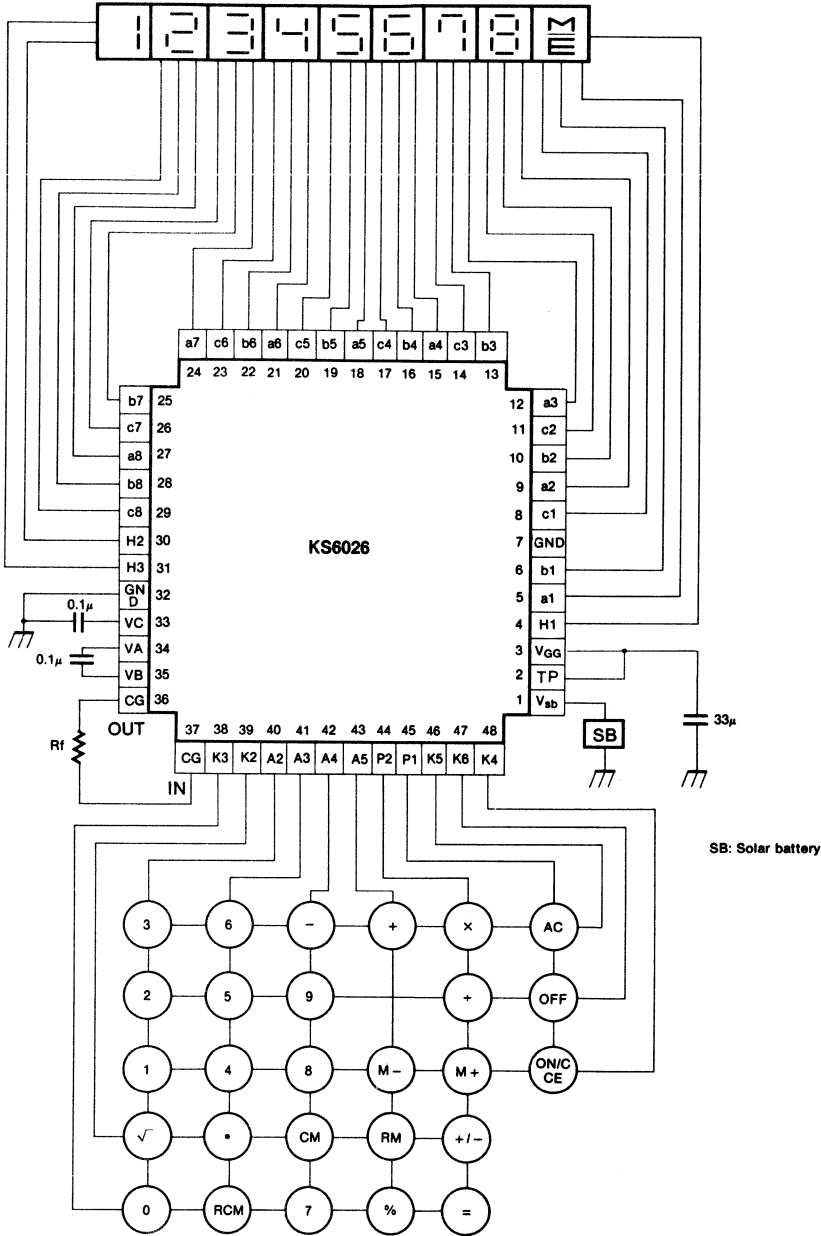 1 2 3 4 5 6 7 8 M E
a7 c6 b6 a6 c5 b5 a5 c4 b4 a4 c3 b3
24 23 22 21 20 19 18 17 16 15 14 13
b7 25
c7 26
a8 27
b8 28
c8 29
H2 30
H3 31
GN D 32
VC 33
VA 34
VB 35
CG 36
OUT
0.1μ
0.1μ
Rf
KS6026
12 a3
11 c2
10 b2
9 a2
8 c1
7 GND
6 b1
5 a1
4 H1
3 VGG
2 TP
1 Vsb
SB
33μ
37 38 39 40 41 42 43 44 45 46 47 48
CG K3 K2 A2 A3 A4 A5 P2 P1 K5 K6 K4
IN
SB: Solar battery
3 6 − + × AC
2 5 9 ÷ OFF
1 4 8 M− M+ ON/C CE
√ • CM RM +/−
0 RCM 7 % =